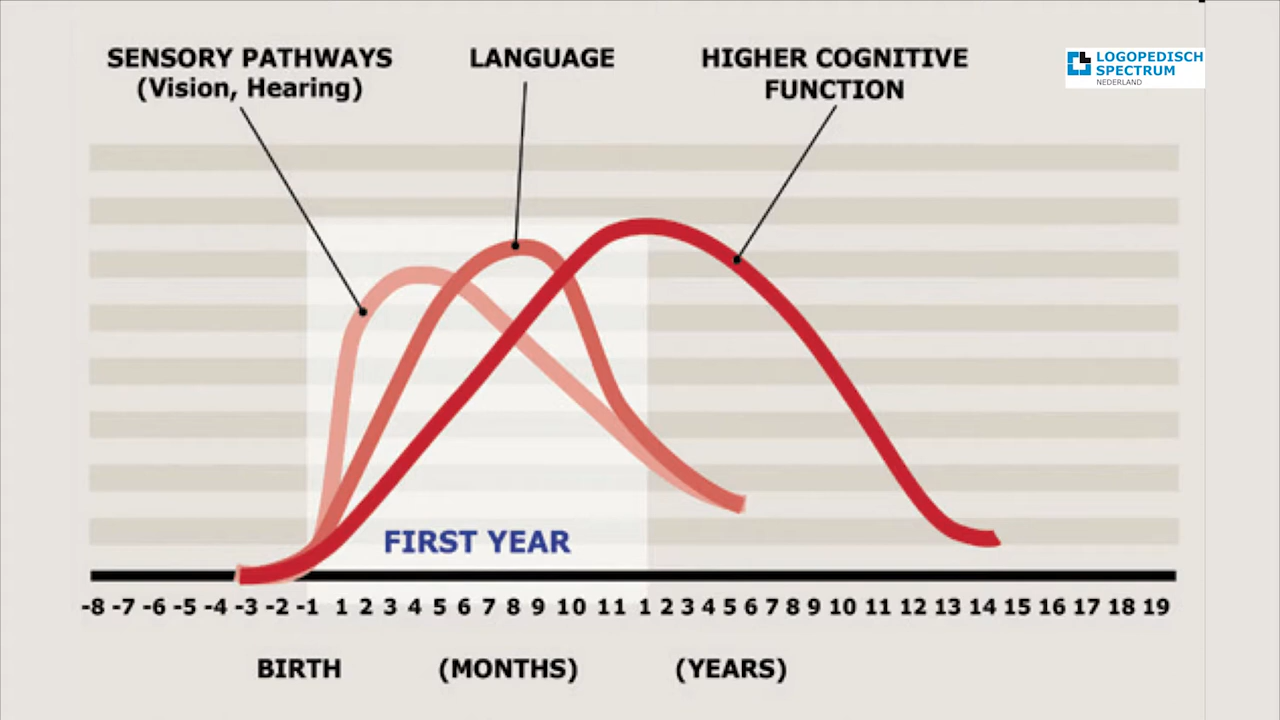 SENSORY PATHWAYS
(Vision, Hearing)
LANGUAGE
HIGHER COGNITIVE
FUNCTION
LOGOPEDISCH
SPECTRUM
NEDERLAND
FIRST YEAR
-8 -7 -6 -5 -4 -3 -2 -1 1 2 3 4 5 6 7 8 9 10 11 1 2 3 4 5 6 7 8 9 10 11 12 13 14 15 16 17 18 19
BIRTH (MONTHS) (YEARS)